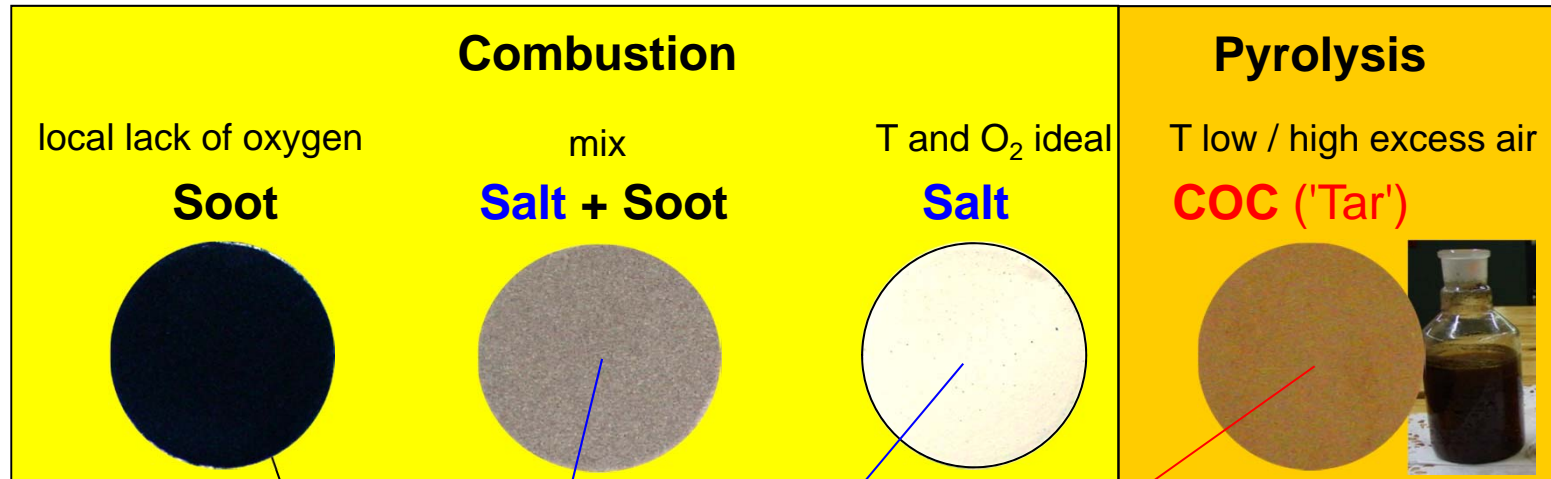 Combustion
Pyrolysis
local lack of oxygen
mix
T and O₂ ideal
T low / high excess air
Soot
Salt + Soot
Salt
COC ('Tar')